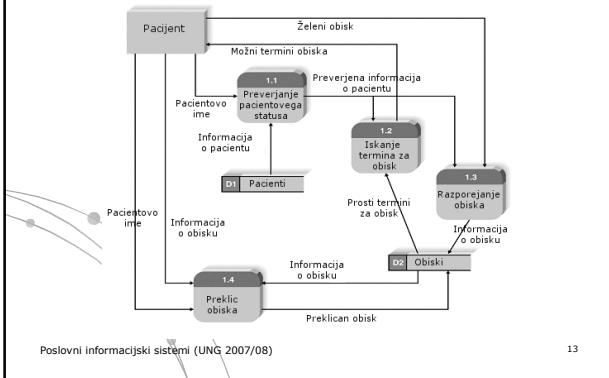 Pacijent
Želeni obisk
Možni termini obiska
1.1
Preverjanje
pacientovega
statusa
Preverjena informacija
o pacientu
Pacientovo
ime
1.2
Iskanje
termina za
obisk
Informacija
o pacientu
1.3
Razporejanje
obiska
D1 Pacienti
Prosti termini
za obisk
Pacientovo
ime
Informacija
o obisku
Informacija
o obisku
D2 Obiski
Informacija
o obisku
1.4
Preklic
obiska
Preklican obisk
Poslovni informacijski sistemi (UNG 2007/08)
13